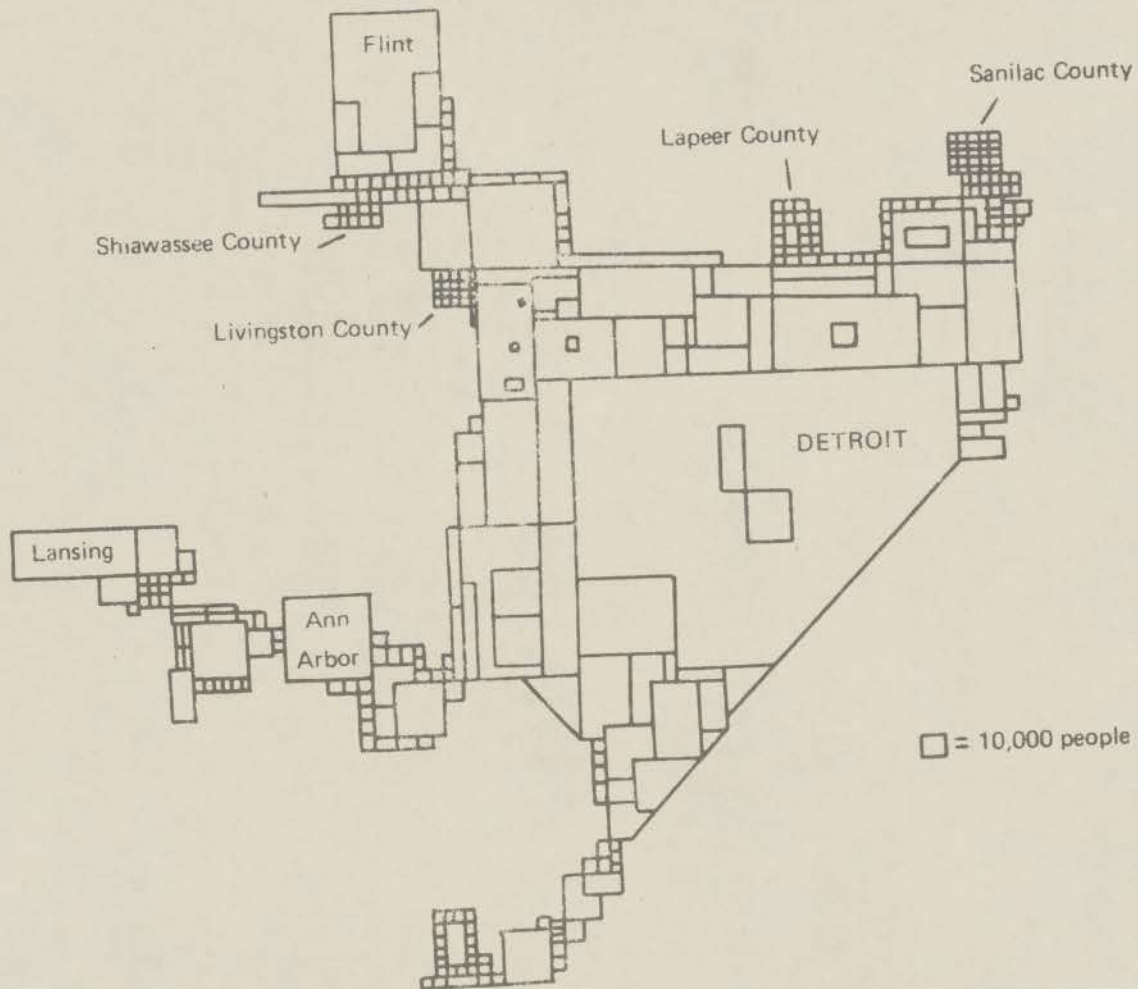 Flint
Sanilac County
Lapeer County
Shiawassee County
Livingston County
DETROIT
Lansing
Ann
Arbor
= 10,000 people